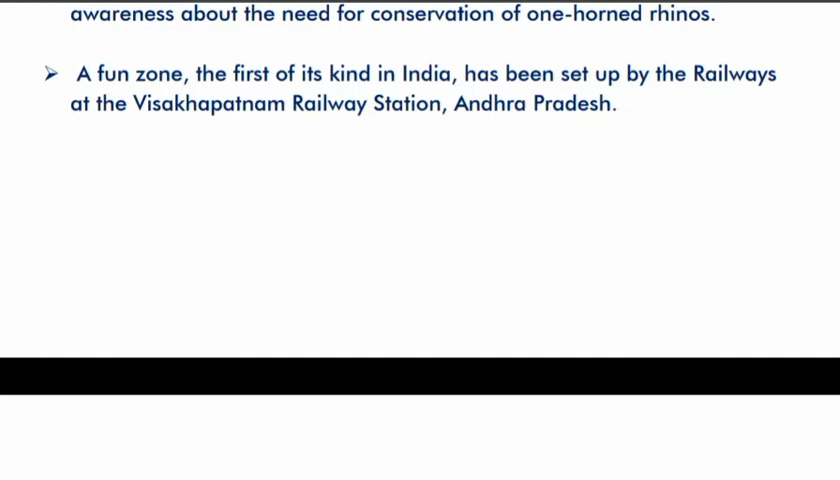 awareness about the need for conservation of one-horned rhinos.
➢ A fun zone, the first of its kind in India, has been set up by the Railways
at the Visakhapatnam Railway Station, Andhra Pradesh.